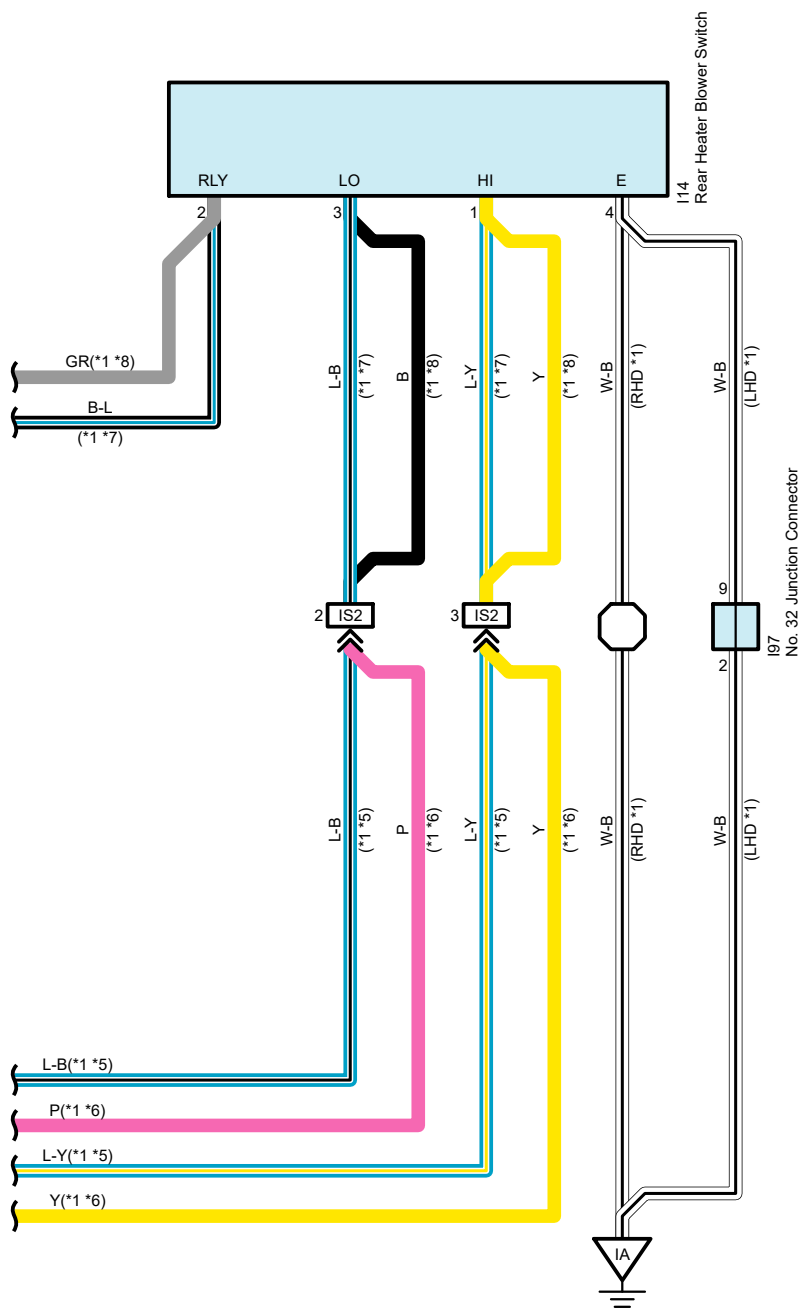 RLY
LO
HI
E
I14
Rear Heater Blower Switch
2
3
1
4
GR(*1 *8)
B-L
(*1 *7)
L-B
(*1 *7)
B
(*1 *8)
L-Y
(*1 *7)
Y
(*1 *8)
W-B
(RHD *1)
W-B
(LHD *1)
2
IS2
3
IS2
9
2
I97
No. 32 Junction Connector
L-B
(*1 *5)
P
(*1 *6)
L-Y
(*1 *5)
Y
(*1 *6)
W-B
(RHD *1)
W-B
(LHD *1)
L-B(*1 *5)
P(*1 *6)
L-Y(*1 *5)
Y(*1 *6)
IA